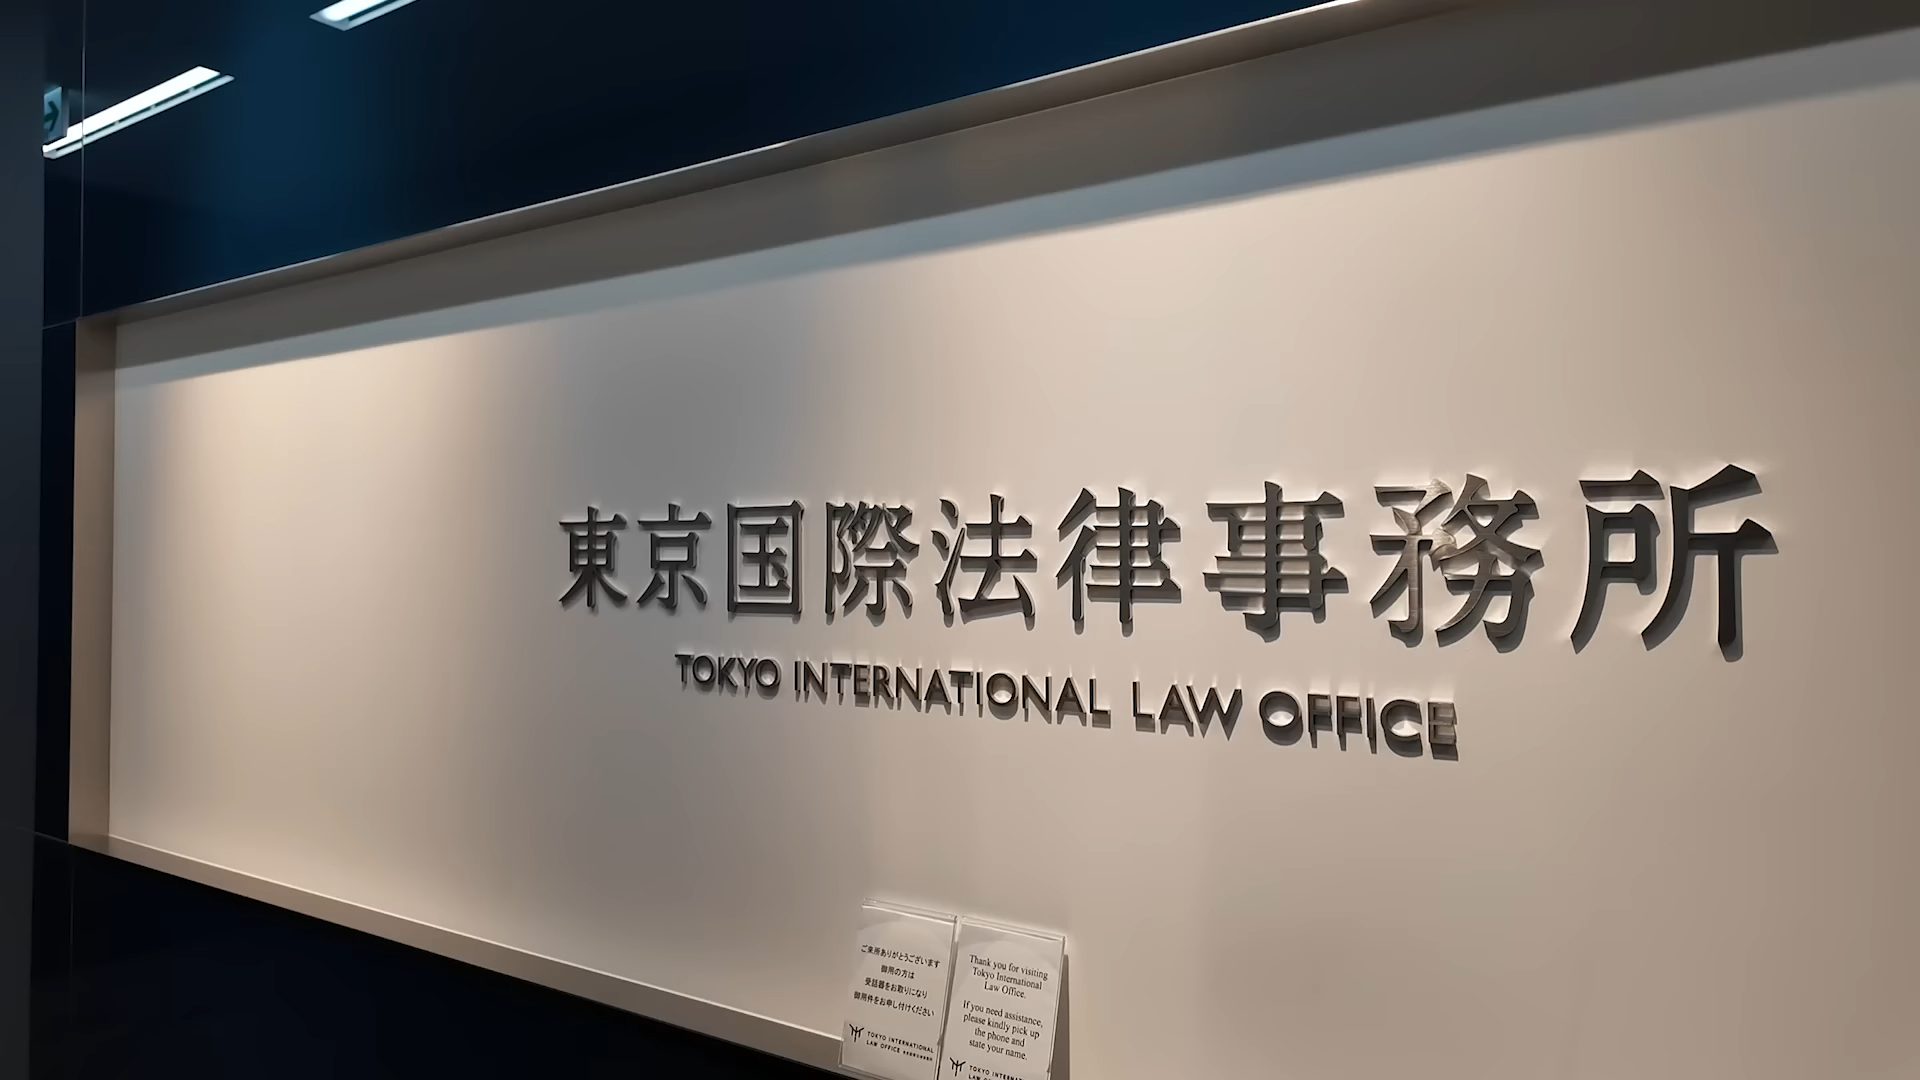 東京国際法律事務所
TOKYO INTERNATIONAL LAW OFFICE
ご来所ありがとうございます
御用の方は
受話器をお取りになり
御用件をお申し付けください
TOKYO INTERNATIONAL
LAW OFFICE
Thank you for visiting
Tokyo International
Law Office.
If you need assistance,
please kindly pick up
the phone and
state your name.
TOKYO